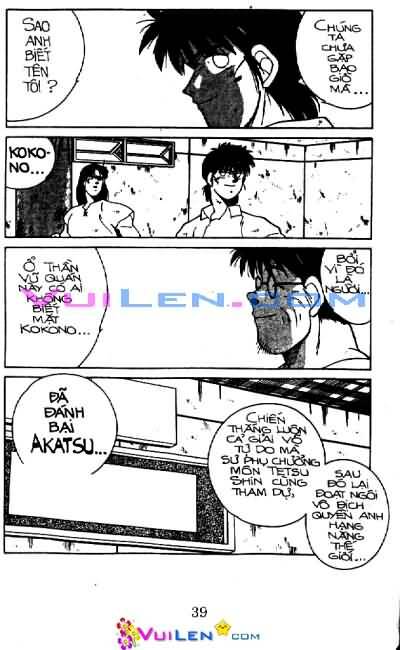 SAO
ANH
BIẾT
TÊN
TÔI ?
CHÚNG
TA
CHƯA
GẶP
BAO
GIỜ
MÀ...
KOKO-
NO...
Ở THẦN
VŨ QUÁN
NÀY CÓ AI
KHÔNG
BIẾT
MẶT
KOKONO...
BỞI
VÌ ĐÓ
LÀ
NGƯỜI...
VUILEN.COM
ĐÃ
ĐÁNH
BẠI
AKATSU...
CHIẾN
THẮNG LUÔN
CẢ GIẢI VÕ
TỰ DO MÀ
SƯ PHỤ CHƯỞNG
MÔN TETSU
SHIN CŨNG
THAM DỰ,
SAU
ĐÓ LẠI
ĐOẠT NGÔI
VÔ ĐỊCH
QUYỀN ANH
HẠNG
NẶNG
THẾ
GIỚI...
39
VUILEN.COM